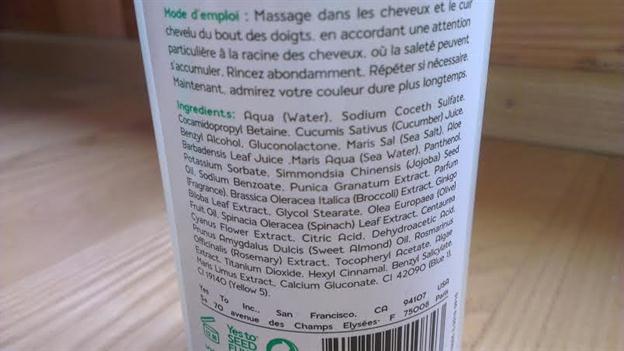 Mode d'emploi : Massage dans les cheveux et le cuir
chevelu du bout des doigts. en accordant une attention
particulière à la racine des cheveux. où la saleté peuvent
s'accumuler. Rincez abondamment. Répéter si nécessaire.
Maintenant. admirez votre couleur dure plus longtemps.
Ingredients: Aqua (Water). Sodium Coceth Sulfate.
Cocamidopropyl Betaine. Cucumis Sativus (Cucumber) Juice.
Benzyl Alcohol. Gluconolactone. Maris Sal (Sea Salt). Aloe
Barbadensis Leaf Juice .Maris Aqua (Sea Water). Panthenol.
Potassium Sorbate. Simmondsia Chinensis (Jojoba) Seed
Oil. Sodium Benzoate. Punica Granatum Extract. Parfum
(Fragrance). Brassica Oleracea Italica (Broccoli) Extract. Ginkgo
Biloba Leaf Extract. Glycol Stearate. Olea Europaea (Olive)
Fruit Oil. Spinacia Oleracea (Spinach) Leaf Extract. Centaurea
Cyanus Flower Extract. Citric Acid. Dehydroacetic Acid.
Prunus Amygdalus Dulcis (Sweet Almond) Oil. Rosmarinus
Officinalis (Rosemary) Extract. Tocopheryl Acetate. Algae
Extract. Titanium Dioxide. Hexyl Cinnamal. Benzyl Salicylate.
Maris Limus Extract. Calcium Gluconate. CI 42090 (Blue 1).
CI 19140 (Yellow 5).
Yes To Inc., San Francisco. CA 94107 USA
70 avenue des Champs Elysées- F 75008 Paris
Yes to
SEED